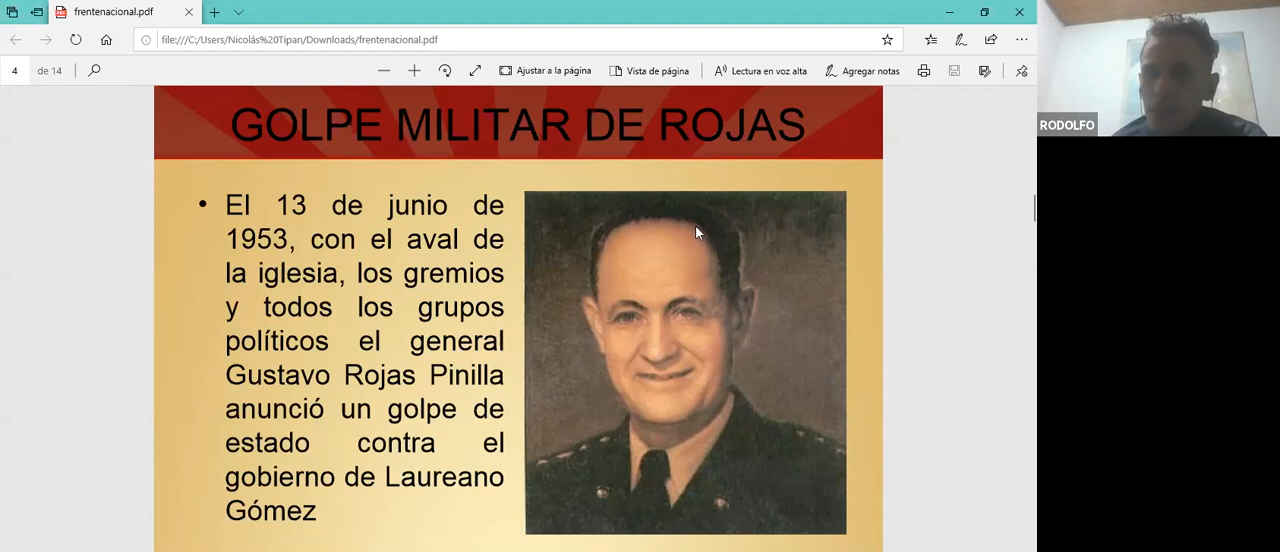 frentenacional.pdf
file:///C:/Users/Nicolás%20Tipan/Downloads/frentenacional.pdf
4 de 14
Ajustar a la página
Vista de página
Lectura en voz alta
Agregar notas
RODOLFO
GOLPE MILITAR DE ROJAS
• El 13 de junio de
1953, con el aval de
la iglesia, los gremios
y todos los grupos
políticos el general
Gustavo Rojas Pinilla
anunció un golpe de
estado contra el
gobierno de Laureano
Gómez